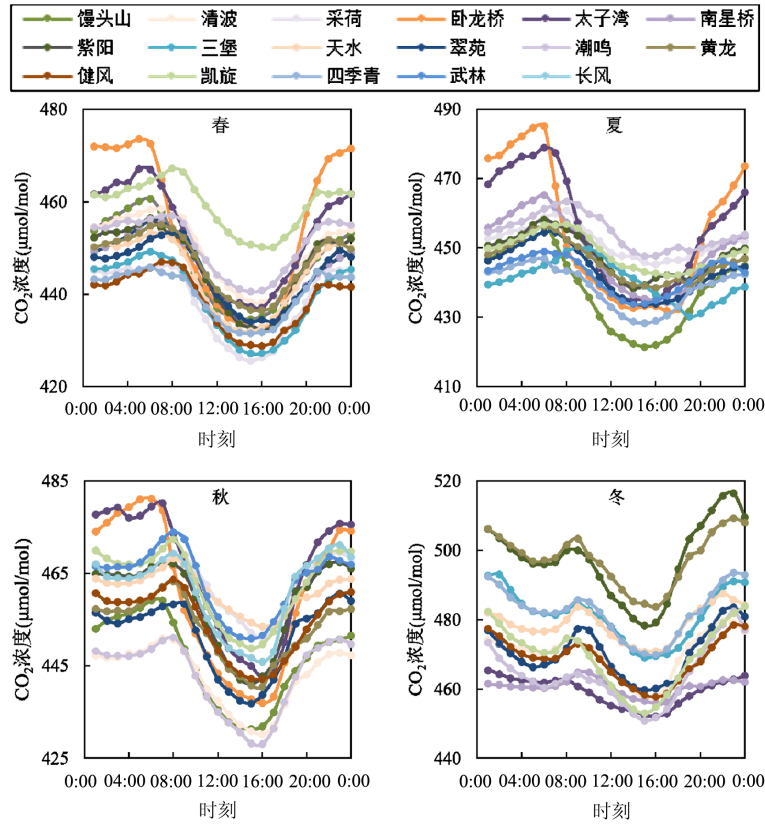 馒头山 清波 采荷 卧龙桥 太子湾 南星桥
紫阳 三堡 天水 翠苑 潮鸣 黄龙
健风 凯旋 四季青 武林 长风
春
CO₂浓度(μmol/mol)
480
460
440
420
0:00 04:00 08:00 12:00 16:00 20:00 0:00
时刻
夏
CO₂浓度(μmol/mol)
490
470
450
430
410
0:00 04:00 08:00 12:00 16:00 20:00 0:00
时刻
秋
CO₂浓度(μmol/mol)
485
465
445
425
0:00 04:00 08:00 12:00 16:00 20:00 0:00
时刻
冬
CO₂浓度(μmol/mol)
520
500
480
460
440
0:00 04:00 08:00 12:00 16:00 20:00 0:00
时刻